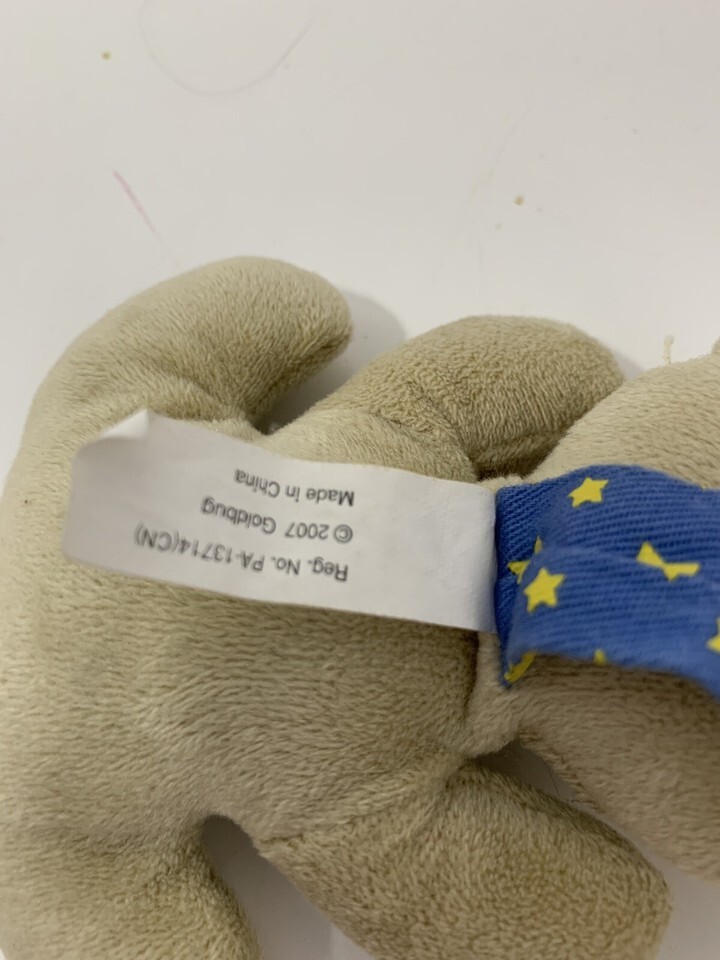 Reg. No. PA-13714(CN)
© 2007 Goldbug
Made in China